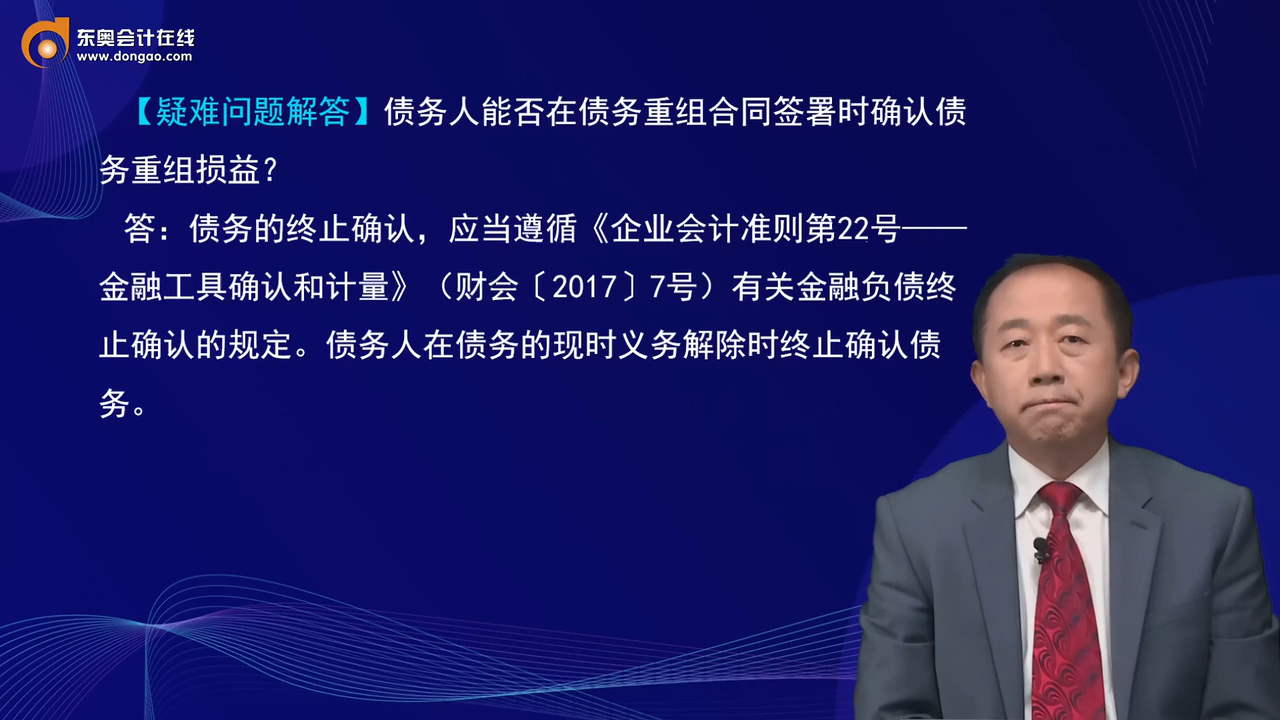 东奥会计在线
www.dongao.com
【疑难问题解答】债务人能否在债务重组合同签署时确认债
务重组损益？
答：债务的终止确认，应当遵循《企业会计准则第22号——
金融工具确认和计量》（财会〔2017〕7号）有关金融负债终
止确认的规定。债务人在债务的现时义务解除时终止确认债
务。